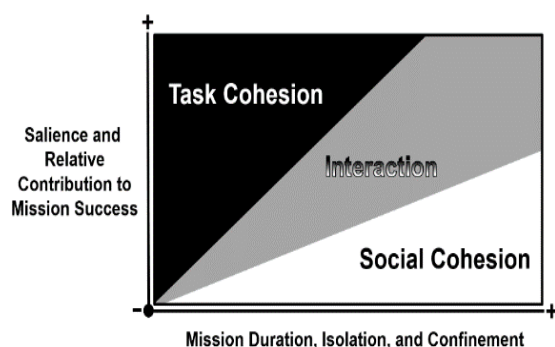 +
Task Cohesion
Salience and
Relative
Contribution to
Mission Success
Interaction
Social Cohesion
-
+
Mission Duration, Isolation, and Confinement